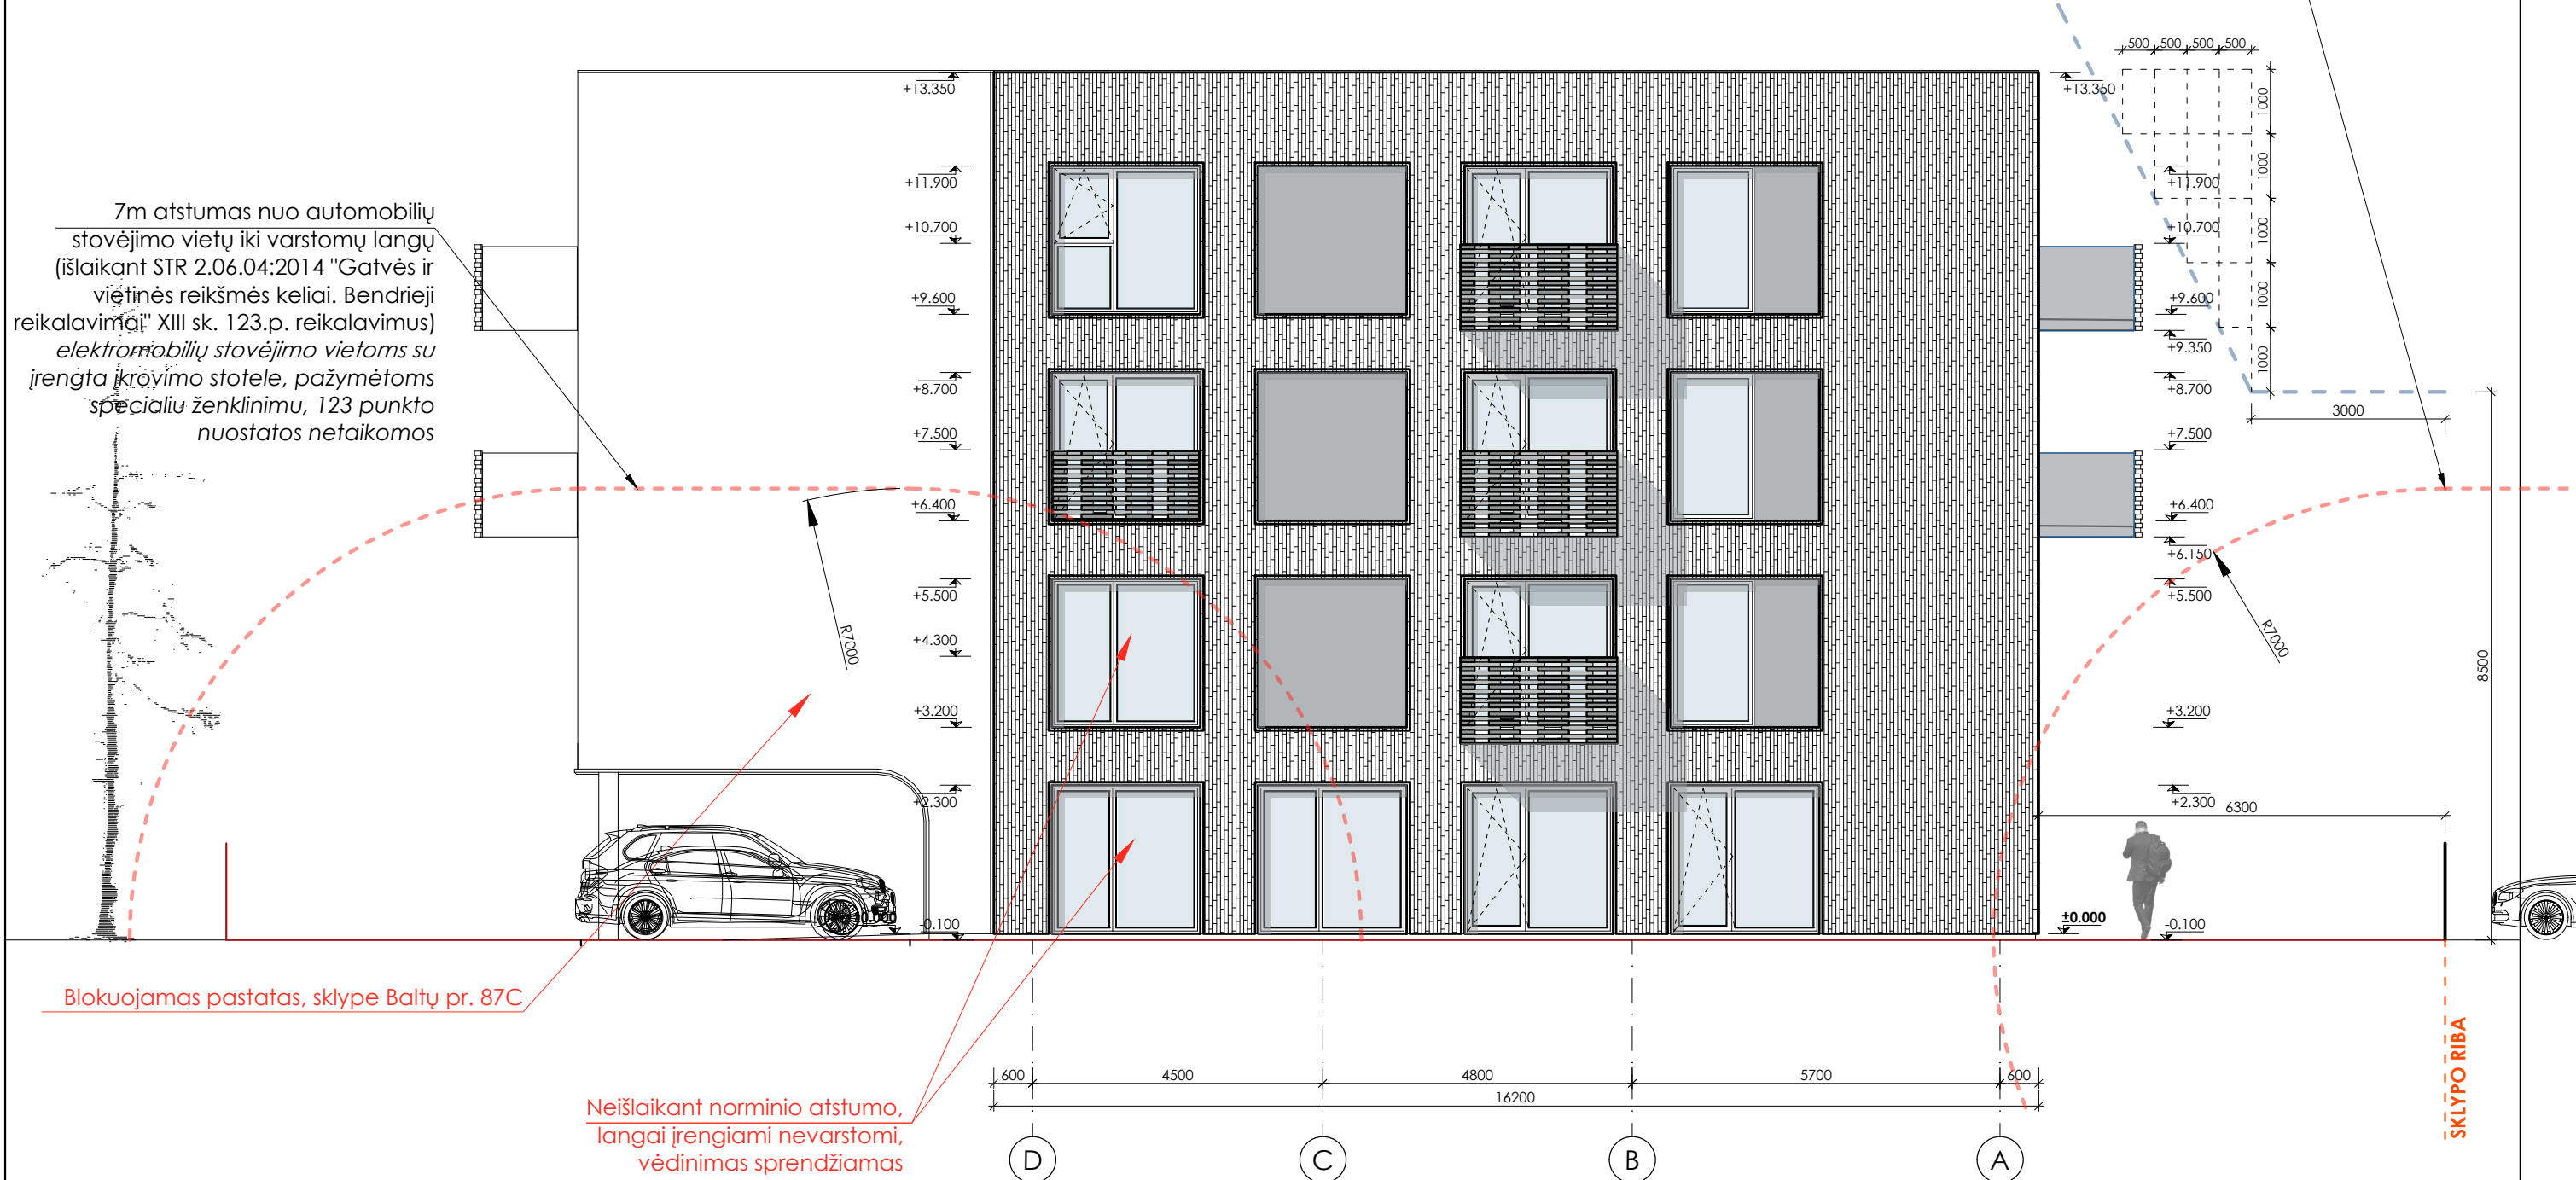 7m atstumas nuo automobilių
stovėjimo vietų iki varstomų langų
(išlaikant STR 2.06.04:2014 "Gatvės ir
vietinės reikšmės keliai. Bendrieji
reikalavimai" XIII sk. 123.p. reikalavimus)
elektromobilių stovėjimo vietoms su
įrengta įkrovimo stotele, pažymėtoms
specialiu ženklinimu, 123 punkto
nuostatos netaikomos
+13.350
+11.900
+10.700
+9.600
+8.700
+7.500
+6.400
+5.500
+4.300
+3.200
+2.300
-0.100
R7000
Blokuojamas pastatas, sklype Baltų pr. 87C
Neišlaikant norminio atstumo,
langai įrengiami nevarstomi,
vėdinimas sprendžiamas
600 4500 4800 5700 600
16200
D C B A
500 500 500 500
1000
1000
1000
1000
1000
+13.350
+11.900
+10.700
+9.600
+9.350
+8.700
+7.500
+6.400
+6.150
+5.500
+3.200
+2.300
±0.000
-0.100
3000
R7000
8500
6300
SKLYPO RIBA